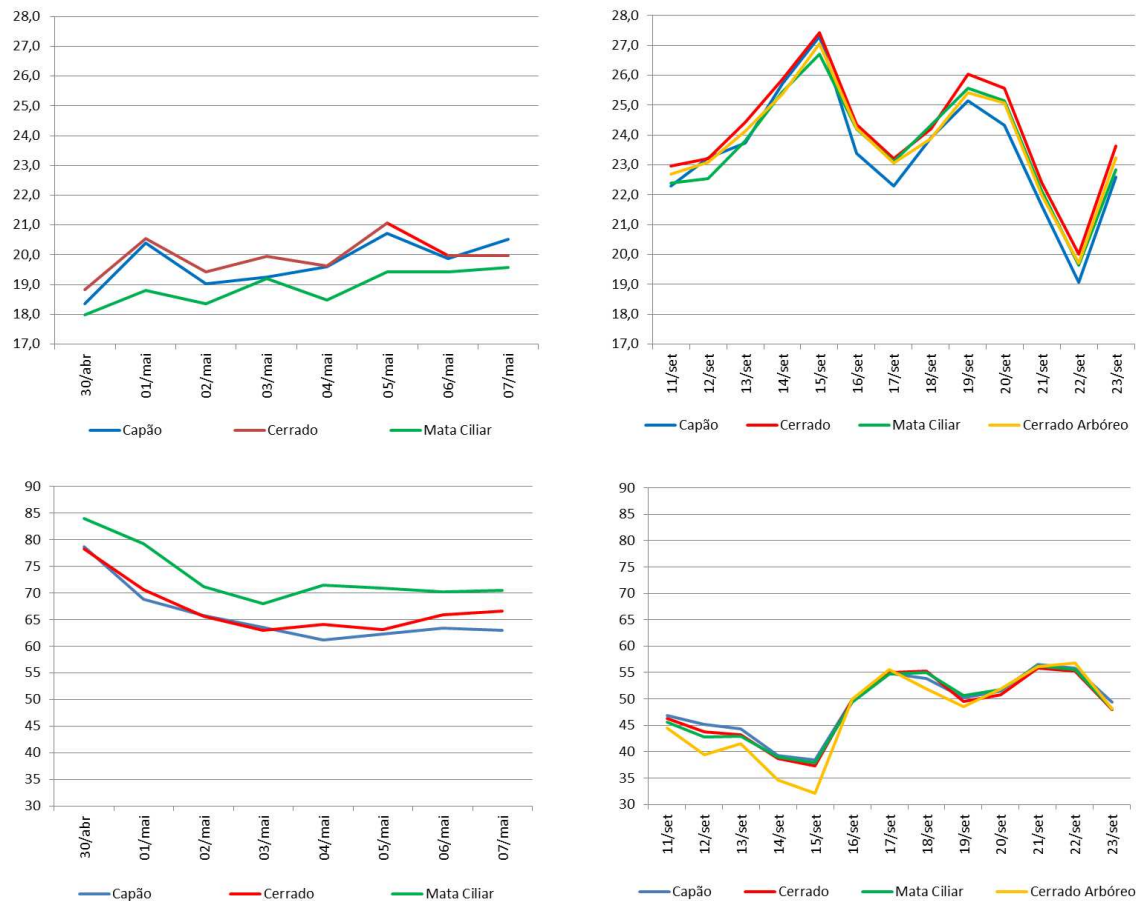 28,0
27,0
26,0
25,0
24,0
23,0
22,0
21,0
20,0
19,0
18,0
17,0
30/abr
01/mai
02/mai
03/mai
04/mai
05/mai
06/mai
07/mai
Capão Cerrado Mata Ciliar
28,0
27,0
26,0
25,0
24,0
23,0
22,0
21,0
20,0
19,0
18,0
17,0
11/set
12/set
13/set
14/set
15/set
16/set
17/set
18/set
19/set
20/set
21/set
22/set
23/set
Capão Cerrado Mata Ciliar Cerrado Arbóreo
90
85
80
75
70
65
60
55
50
45
40
35
30
30/abr
01/mai
02/mai
03/mai
04/mai
05/mai
06/mai
07/mai
Capão Cerrado Mata Ciliar
90
85
80
75
70
65
60
55
50
45
40
35
30
11/set
12/set
13/set
14/set
15/set
16/set
17/set
18/set
19/set
20/set
21/set
22/set
23/set
Capão Cerrado Mata Ciliar Cerrado Arbóreo